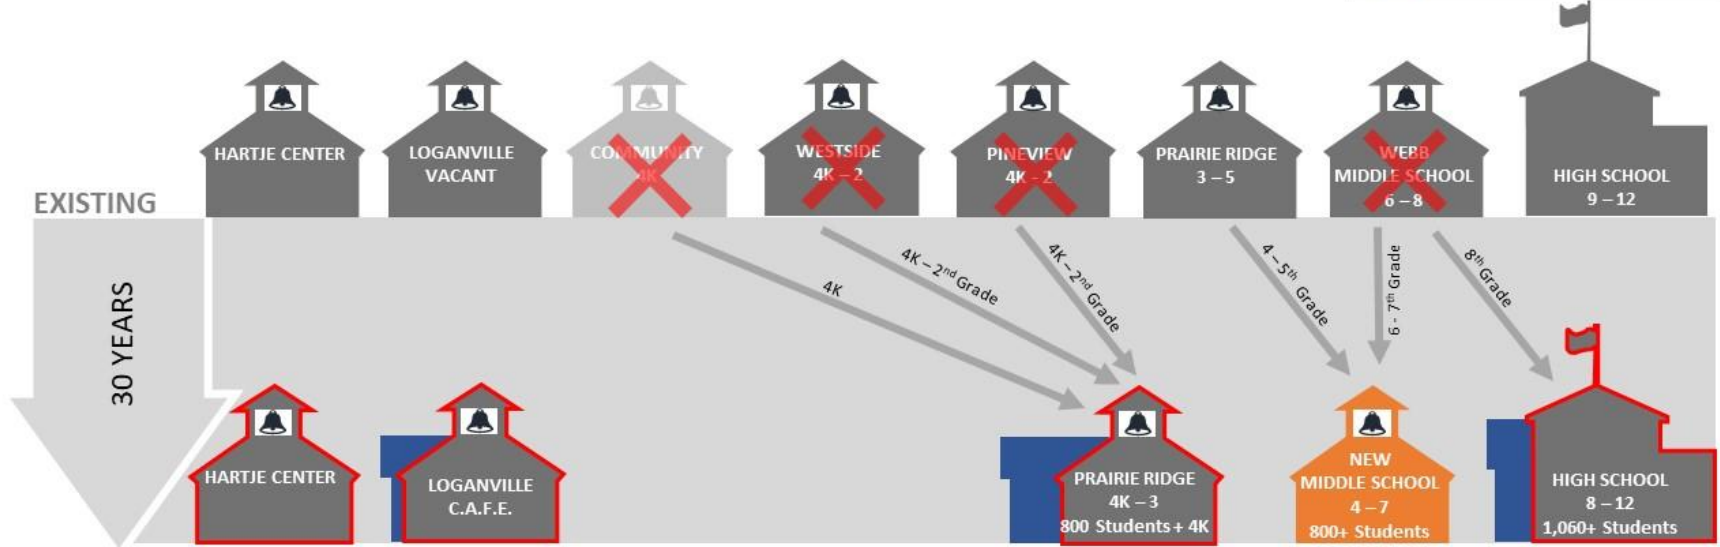 HARTJE CENTER
LOGANVILLE
VACANT
COMMUNITY
4K
WESTSIDE
4K – 2
PINEVIEW
4K - 2
PRAIRIE RIDGE
3 – 5
WEBB
MIDDLE SCHOOL
6 – 8
HIGH SCHOOL
9 – 12
EXISTING
30 YEARS
4K
4K – 2nd Grade
4K – 2nd Grade
4 – 5th Grade
6 - 7th Grade
8th Grade
HARTJE CENTER
LOGANVILLE
C.A.F.E.
PRAIRIE RIDGE
4K – 3
800 Students + 4K
NEW
MIDDLE SCHOOL
4 – 7
800+ Students
HIGH SCHOOL
8 – 12
1,060+ Students